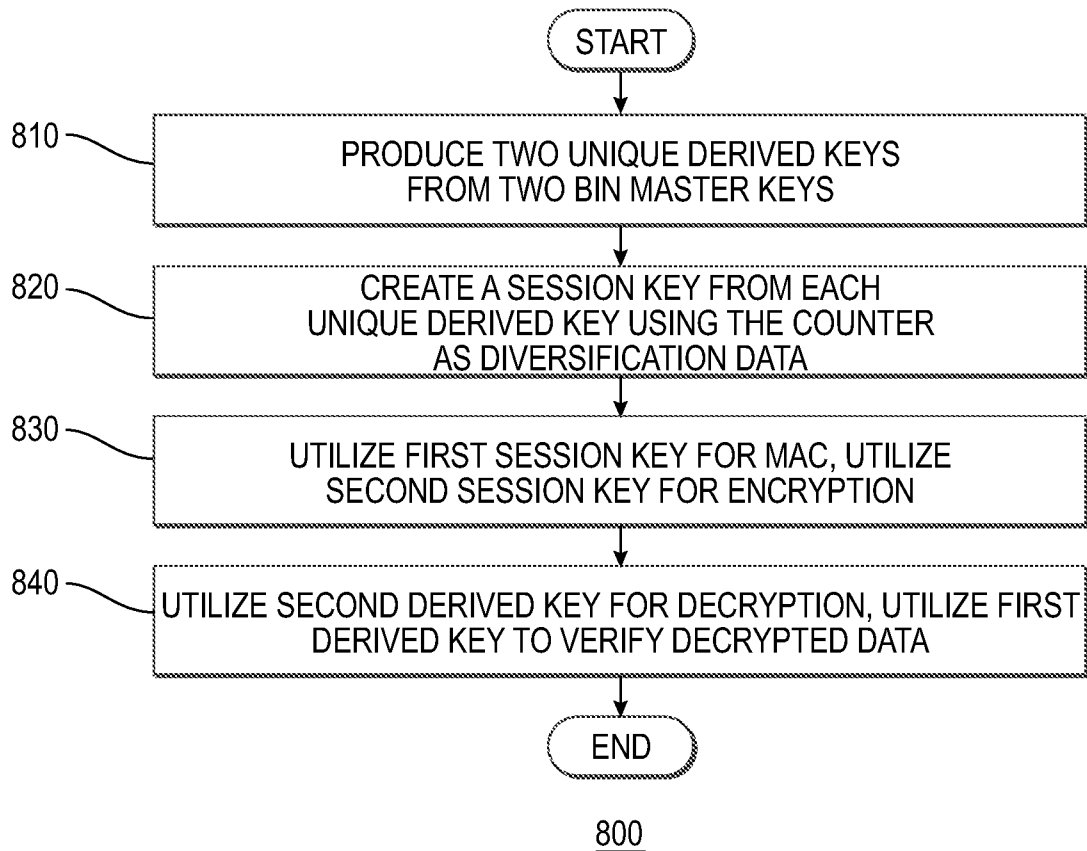 START
810
PRODUCE TWO UNIQUE DERIVED KEYS
FROM TWO BIN MASTER KEYS
820
CREATE A SESSION KEY FROM EACH
UNIQUE DERIVED KEY USING THE COUNTER
AS DIVERSIFICATION DATA
830
UTILIZE FIRST SESSION KEY FOR MAC, UTILIZE
SECOND SESSION KEY FOR ENCRYPTION
840
UTILIZE SECOND DERIVED KEY FOR DECRYPTION, UTILIZE FIRST
DERIVED KEY TO VERIFY DECRYPTED DATA
END
800